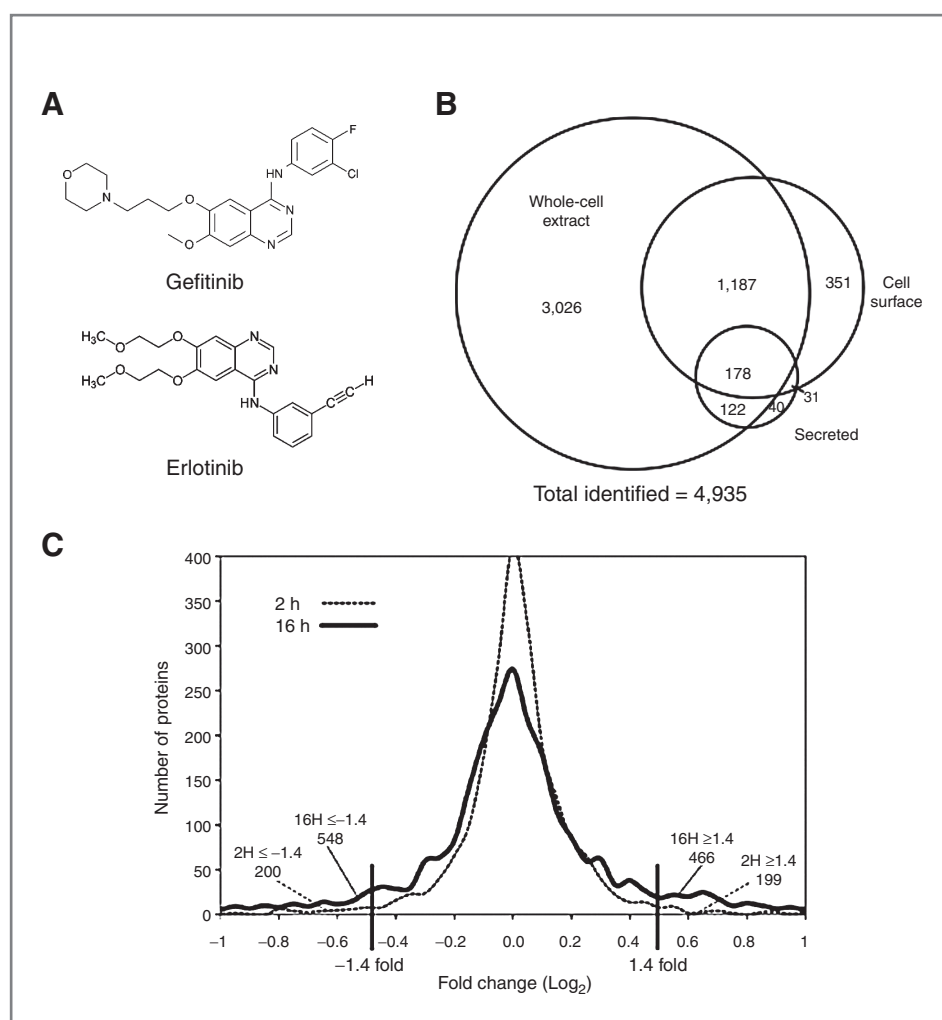 A
F
HN
Cl
O
N
O
N
O
N
Gefitinib
H₃C
O
O
N
H₃C
O
O
N
HN
C
C
H
Erlotinib
B
Whole-cell
extract
3,026
1,187
351
Cell
surface
178
122
40
31
Secreted
Total identified = 4,935
C
400
350
300
250
200
150
100
50
0
Number of proteins
2 h
16 h
16H ≤−1.4
548
2H ≤ −1.4
200
16H ≥1.4
466
2H ≥1.4
199
−1 −0.8 −0.6 −0.4 −0.2 0.0 0.2 0.4 0.6 0.8 1
−1.4 fold 1.4 fold
Fold change (Log₂)